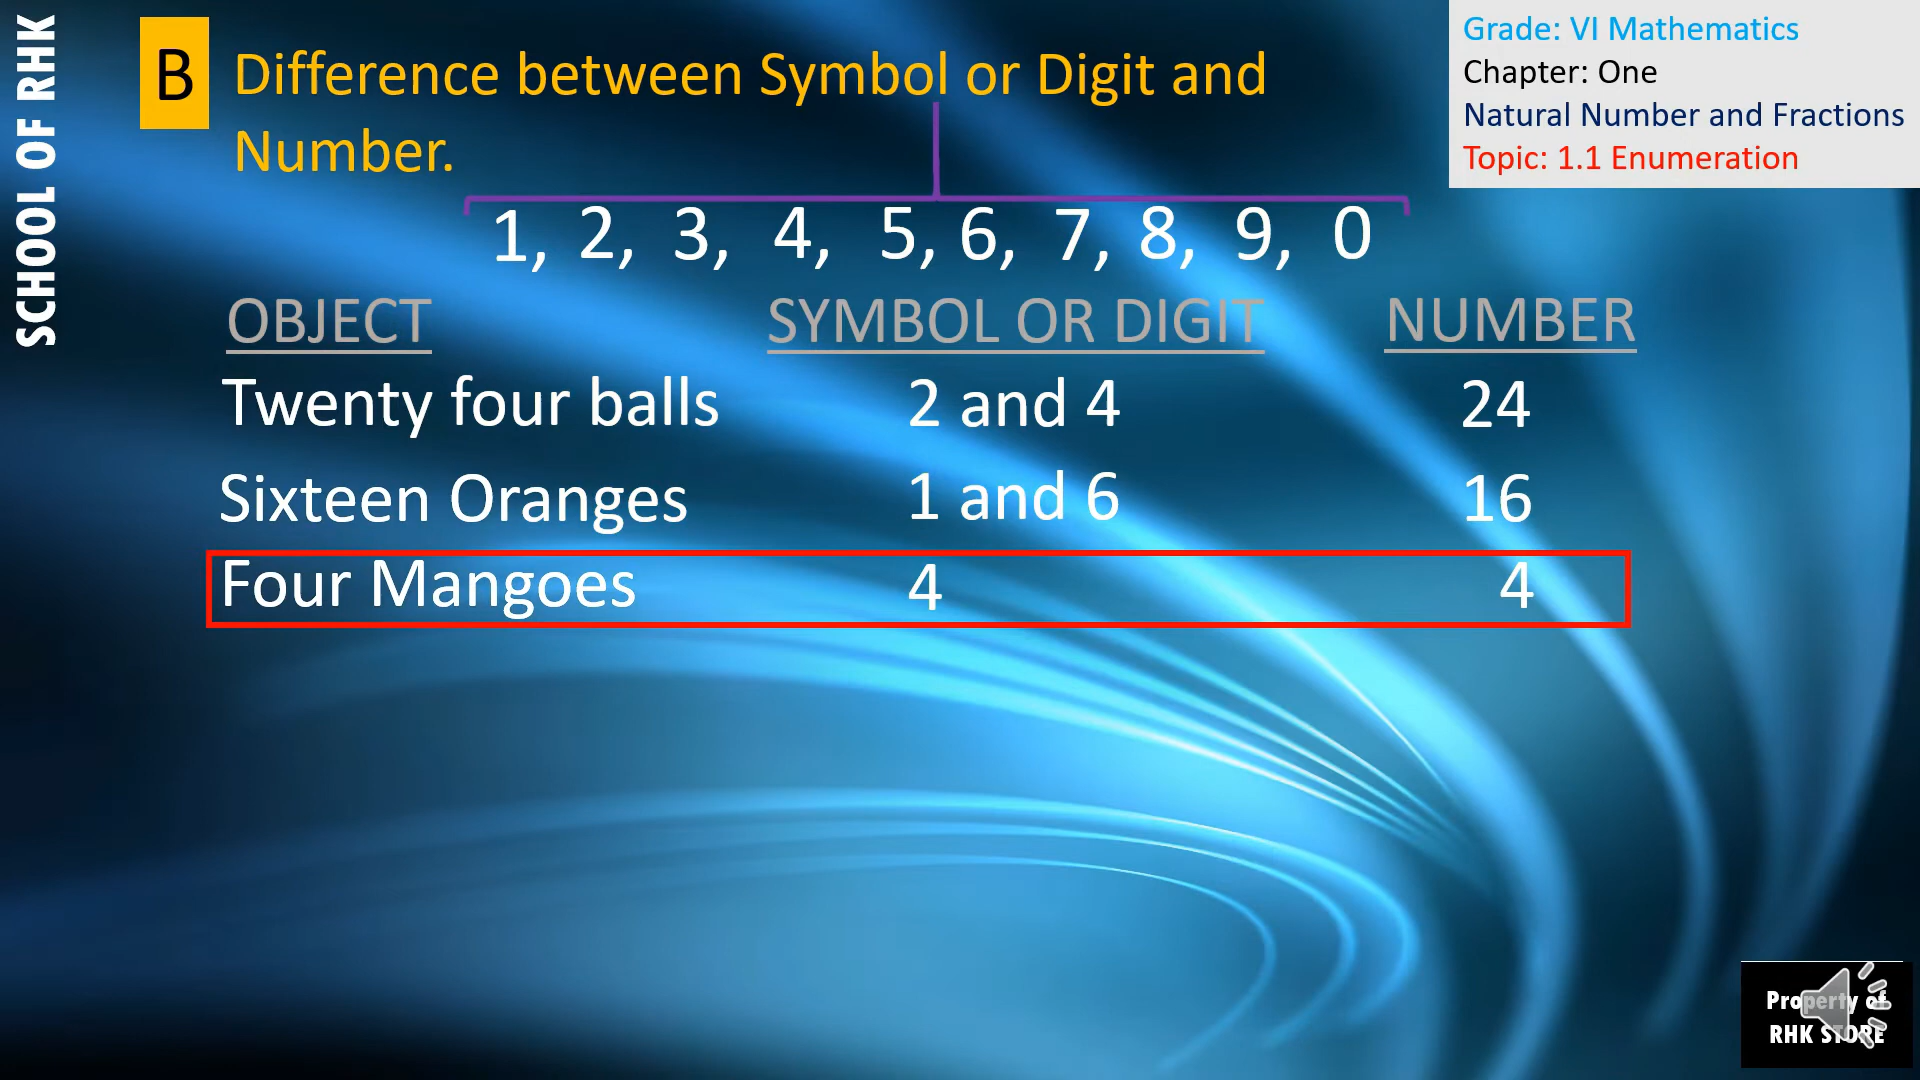 SCHOOL OF RHK
B
Difference between Symbol or Digit and
Number.
Grade: VI Mathematics
Chapter: One
Natural Number and Fractions
Topic: 1.1 Enumeration
1, 2, 3, 4, 5, 6, 7, 8, 9, 0
OBJECT SYMBOL OR DIGIT NUMBER
Twenty four balls 2 and 4 24
Sixteen Oranges 1 and 6 16
Four Mangoes 4 4
Property of
RHK STORE